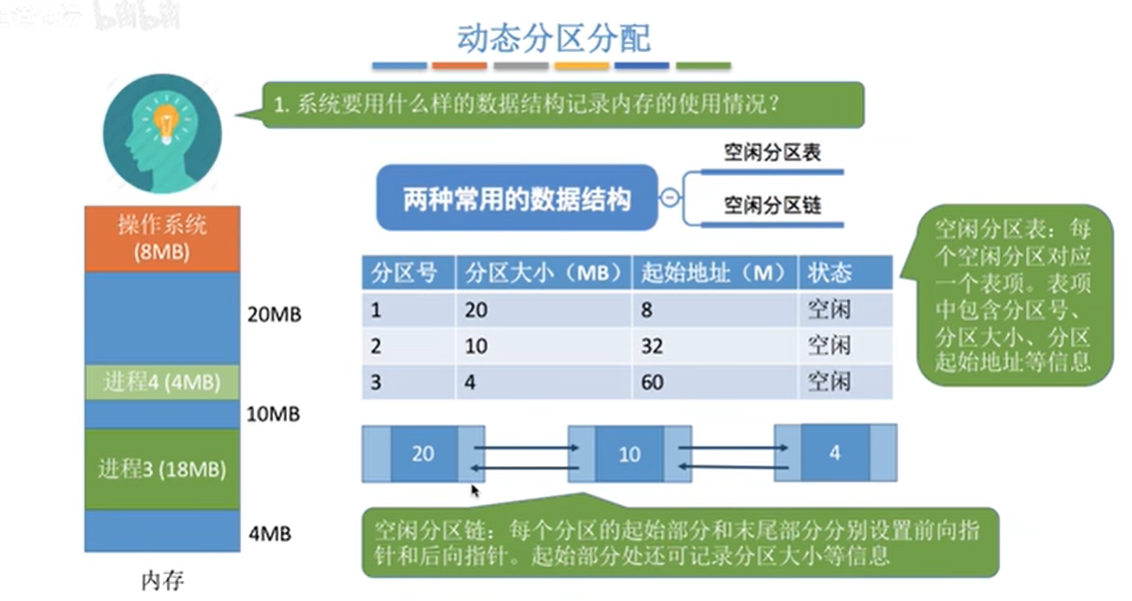 bilibili
动态分区分配
1. 系统要用什么样的数据结构记录内存的使用情况？
两种常用的数据结构
空闲分区表
空闲分区链
操作系统
(8MB)
20MB
进程4 (4MB)
10MB
进程3 (18MB)
4MB
内存
分区号 分区大小（MB） 起始地址（M） 状态
1 20 8 空闲
2 10 32 空闲
3 4 60 空闲
空闲分区表：每
个空闲分区对应
一个表项。表项
中包含分区号、
分区大小、分区
起始地址等信息
20 10 4
空闲分区链：每个分区的起始部分和末尾部分分别设置前向指
针和后向指针。起始部分处还可记录分区大小等信息